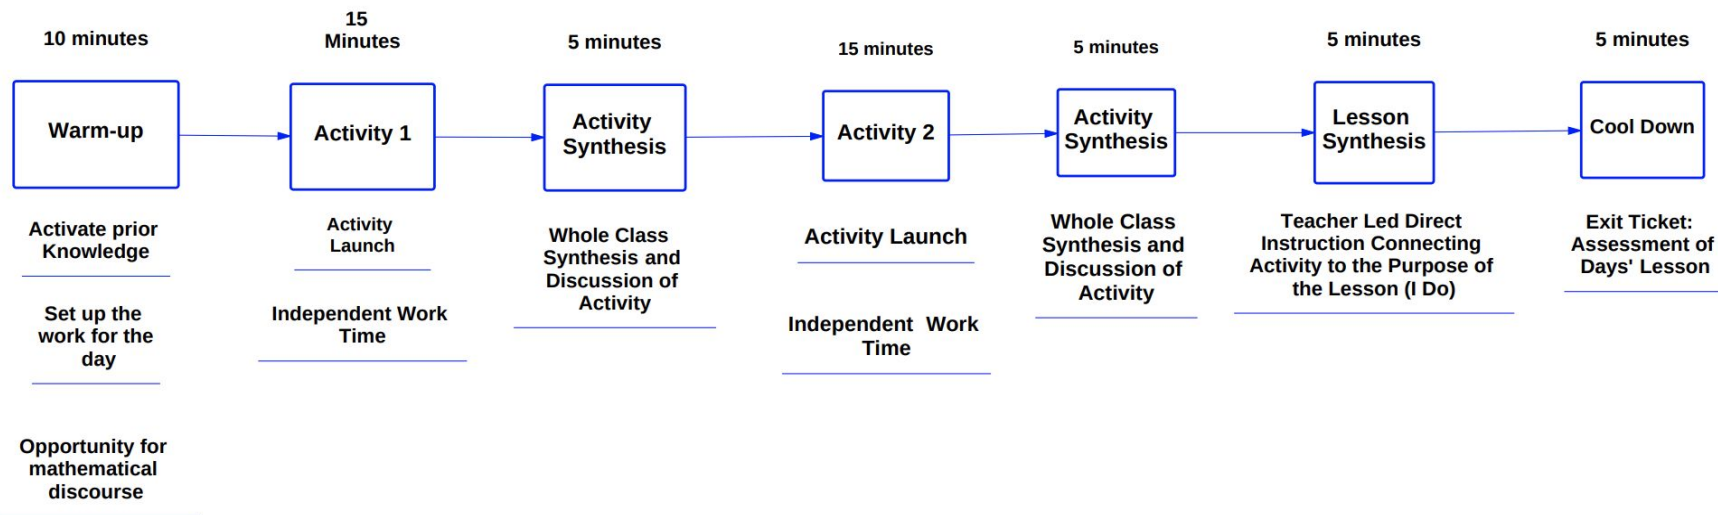 10 minutes
15
Minutes
5 minutes
15 minutes
5 minutes
5 minutes
5 minutes
Warm-up
Activity 1
Activity
Synthesis
Activity 2
Activity
Synthesis
Lesson
Synthesis
Cool Down
Activate prior
Knowledge
Set up the
work for the
day
Opportunity for
mathematical
discourse
Activity
Launch
Independent Work
Time
Whole Class
Synthesis and
Discussion of
Activity
Activity Launch
Independent Work
Time
Whole Class
Synthesis and
Discussion of
Activity
Teacher Led Direct
Instruction Connecting
Activity to the Purpose of
the Lesson (I Do)
Exit Ticket:
Assessment of
Days' Lesson